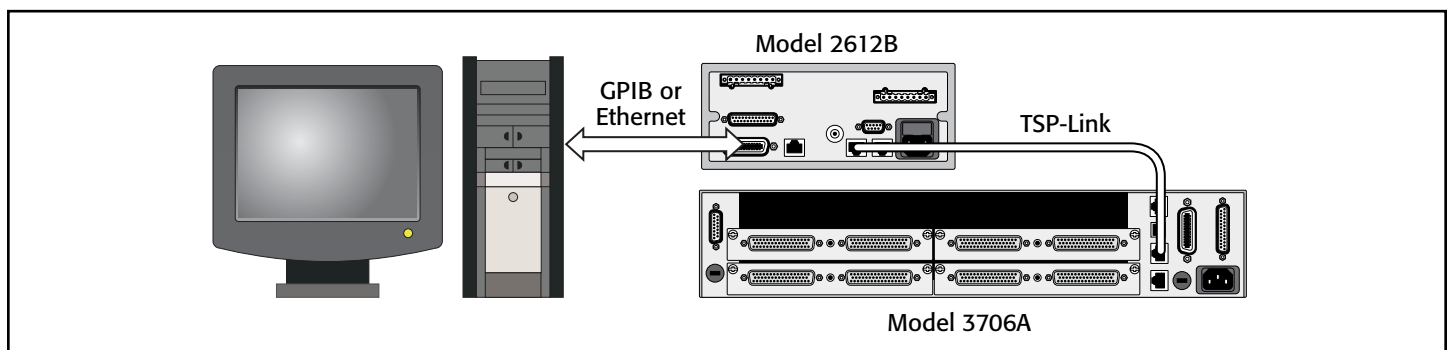 Model 2612B
GPIB or
Ethernet
TSP-Link
Model 3706A